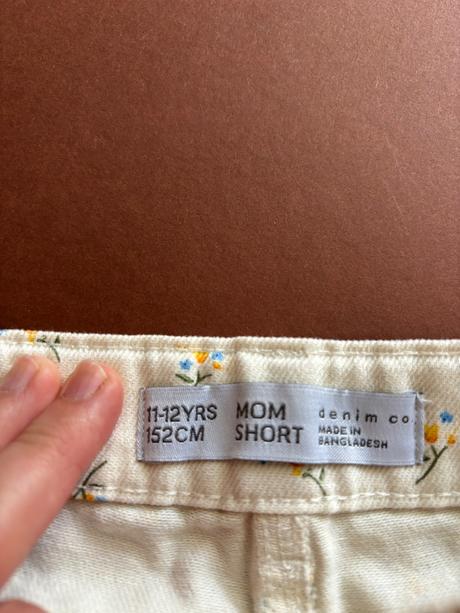 11-12YRS
152CM
MOM
SHORT
denim co
MADE IN
BANGLADESH